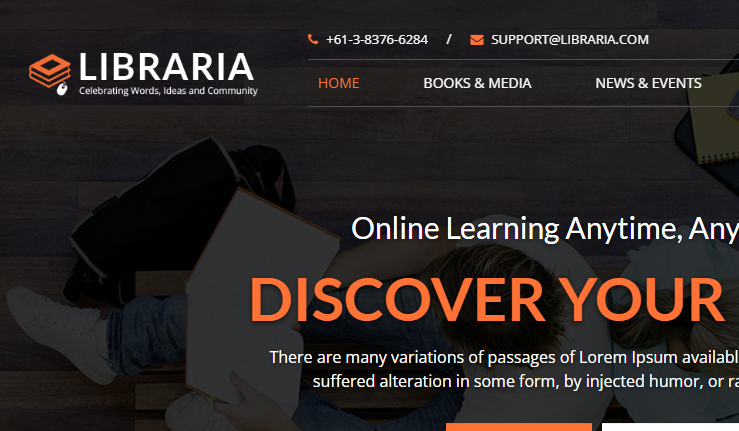 +61-3-8376-6284 / SUPPORT@LIBRARIA.COM
LIBRARIA
Celebrating Words, Ideas and Community
HOME BOOKS & MEDIA NEWS & EVENTS
Online Learning Anytime, Any
DISCOVER YOUR
There are many variations of passages of Lorem Ipsum availabl
suffered alteration in some form, by injected humor, or ra